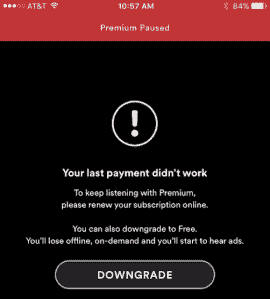 AT&T 10:57 AM 84%
Premium Paused
!
Your last payment didn't work
To keep listening with Premium,
please renew your subscription online.
You can also downgrade to Free.
You'll lose offline, on-demand and you'll start to hear ads.
DOWNGRADE